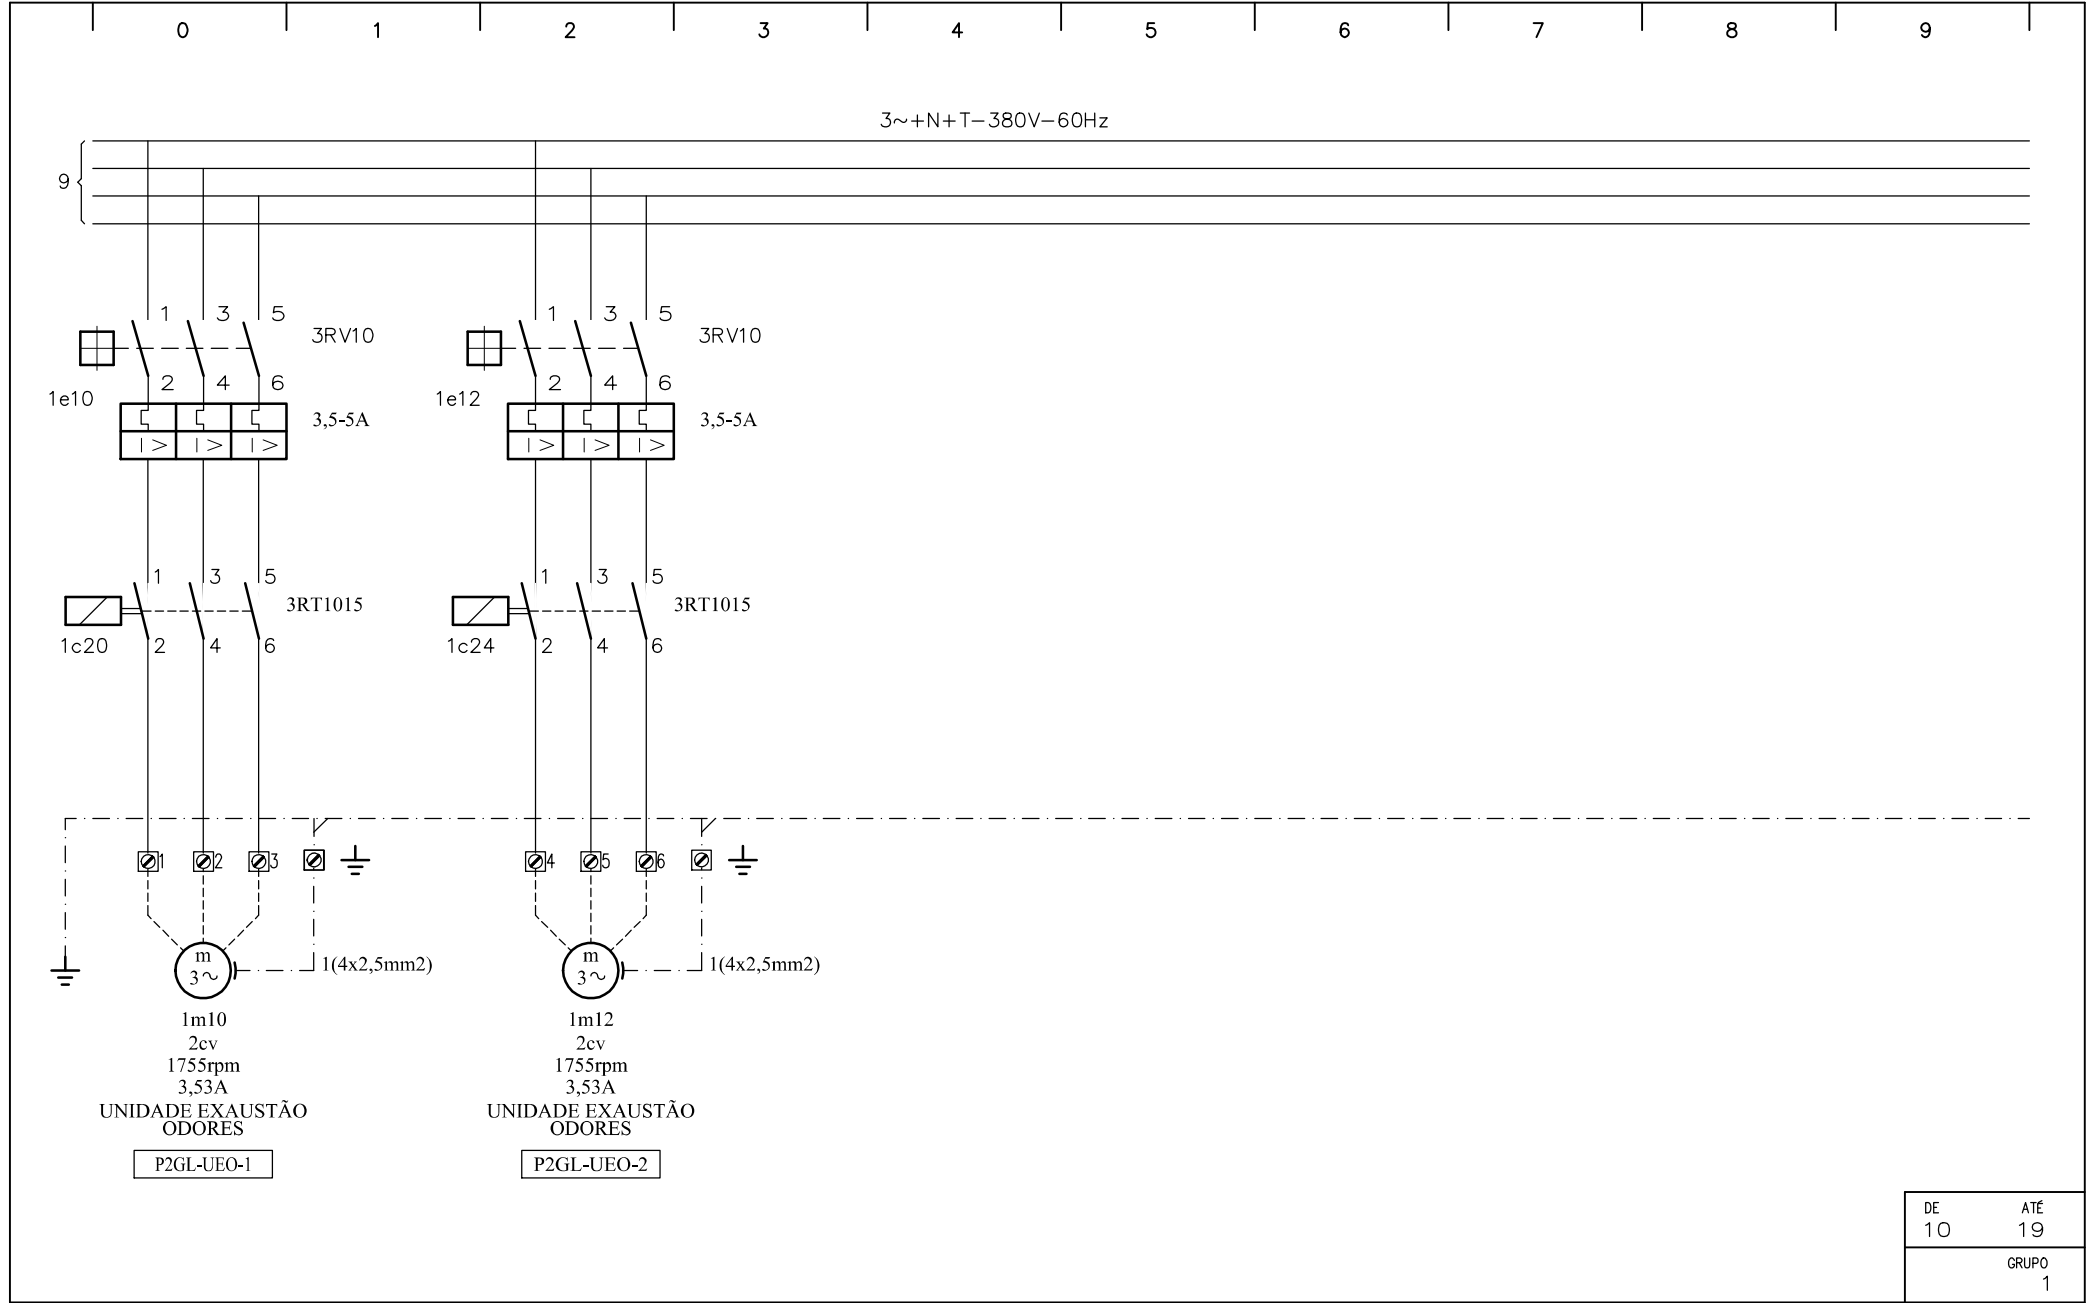 0 1 2 3 4 5 6 7 8 9
3~+N+T-380V-60Hz
9
1 3 5 1 3 5
3RV10 3RV10
2 4 6 2 4 6
1e10 1e12
3,5-5A 3,5-5A
I> I> I> I> I> I>
1 3 5 1 3 5
3RT1015 3RT1015
1c20 2 4 6 1c24 2 4 6
1 2 3 4 5 6
m m
3~ 1(4x2,5mm2) 3~ 1(4x2,5mm2)
1m10 1m12
2cv 2cv
1755rpm 1755rpm
3,53A 3,53A
UNIDADE EXAUSTÃO UNIDADE EXAUSTÃO
ODORES ODORES
P2GL-UEO-1 P2GL-UEO-2
DE ATÉ
10 19
GRUPO
1